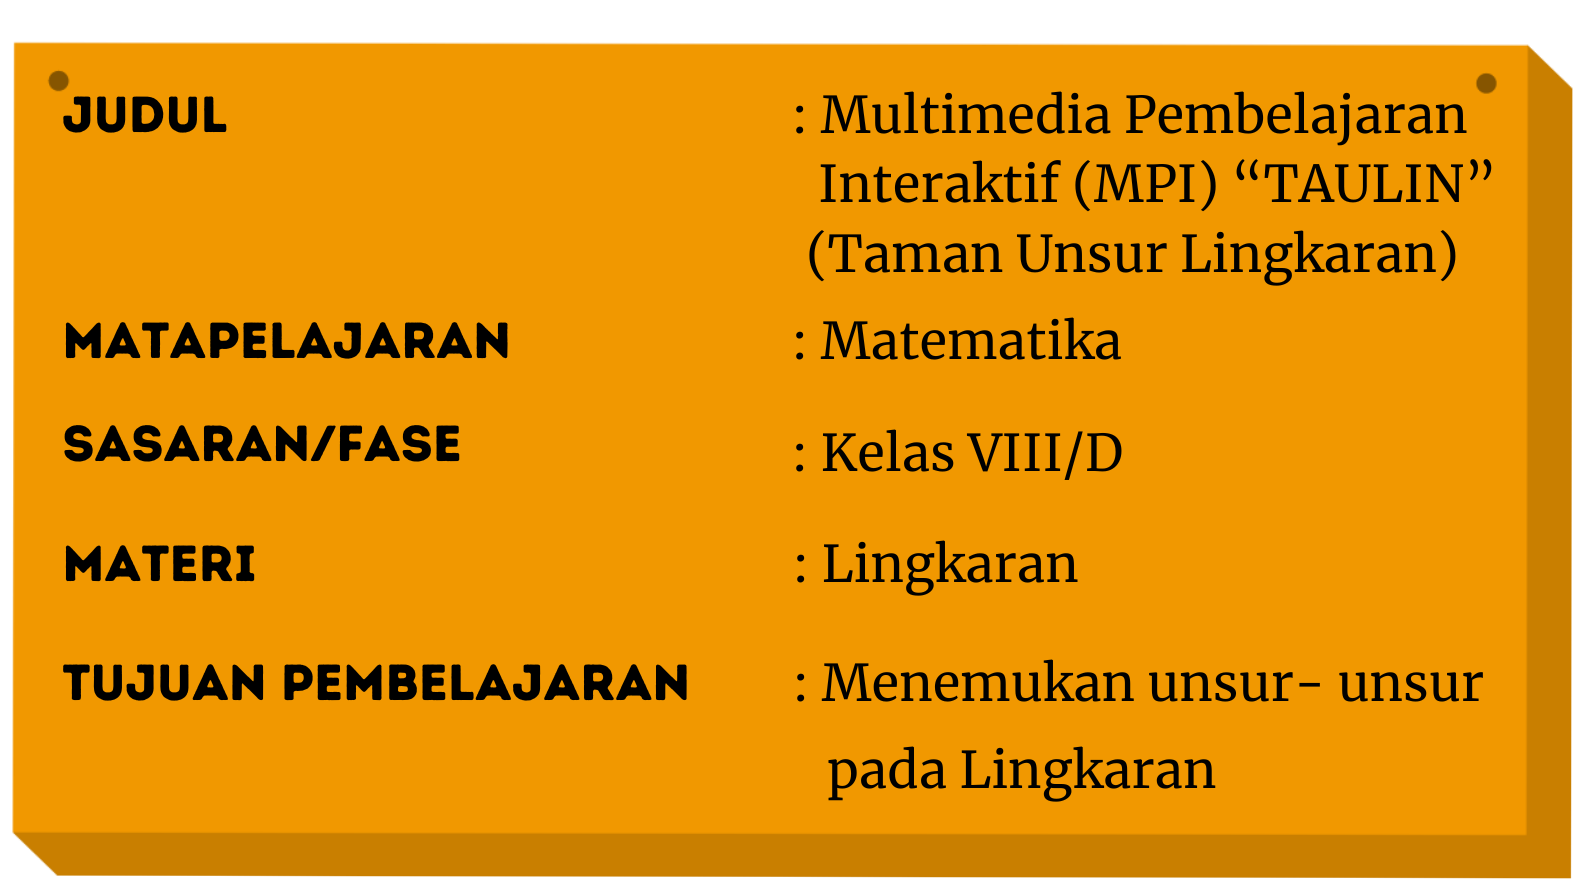 JUDUL : Multimedia Pembelajaran
Interaktif (MPI) “TAULIN”
(Taman Unsur Lingkaran)
MATAPELAJARAN : Matematika
SASARAN/FASE : Kelas VIII/D
MATERI : Lingkaran
TUJUAN PEMBELAJARAN : Menemukan unsur- unsur
pada Lingkaran